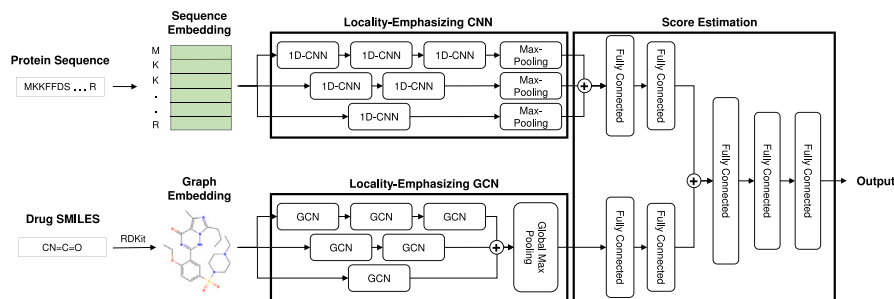 Sequence
Embedding
Locality-Emphasizing CNN
Score Estimation
Protein Sequence
MKKFFDS ... R
M
K
K
.
.
R
1D-CNN
1D-CNN
1D-CNN
Max-
Pooling
1D-CNN
1D-CNN
Max-
Pooling
1D-CNN
Max-
Pooling
+
Fully Connected
Fully Connected
Drug SMILES
CN=C=O
RDKit
Graph
Embedding
Locality-Emphasizing GCN
GCN
GCN
GCN
GCN
GCN
GCN
+
Global Max
Pooling
Fully Connected
Fully Connected
+
Fully Connected
Fully Connected
Fully Connected
Output